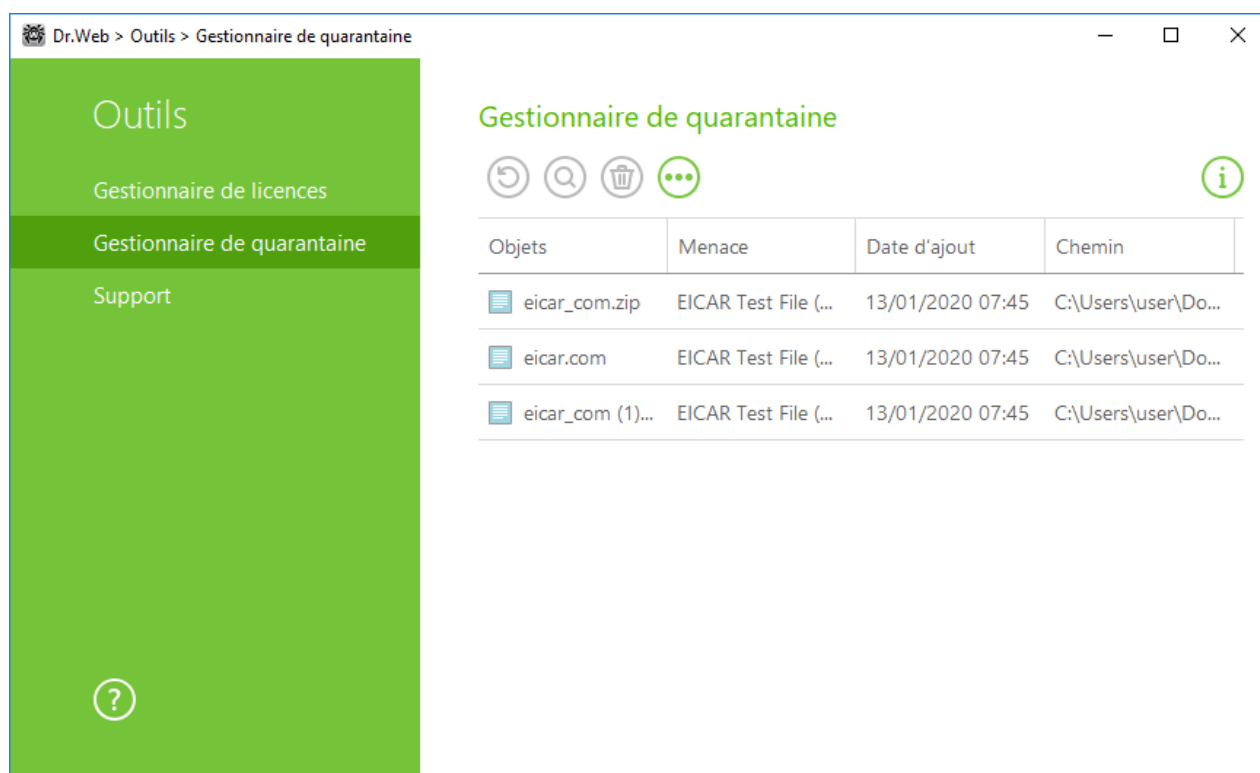 Dr.Web > Outils > Gestionnaire de quarantaine
Outils
Gestionnaire de licences
Gestionnaire de quarantaine
Support
?
Gestionnaire de quarantaine
i
Objets Menace Date d’ajout Chemin
eicar_com.zip EICAR Test File (... 13/01/2020 07:45 C:\Users\user\Do...
eicar.com EICAR Test File (... 13/01/2020 07:45 C:\Users\user\Do...
eicar_com (1)... EICAR Test File (... 13/01/2020 07:45 C:\Users\user\Do...